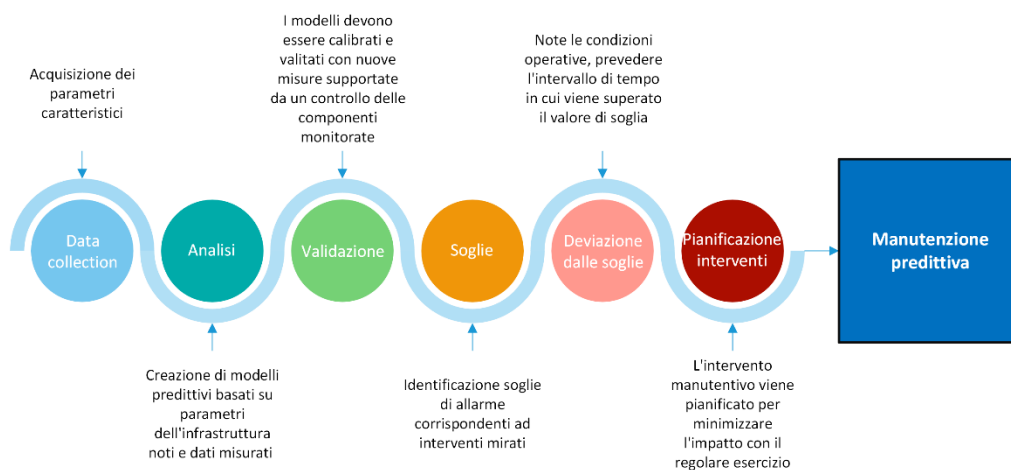 Acquisizione dei
parametri
caratteristici
I modelli devono
essere calibrati e
valitati con nuove
misure supportate
da un controllo delle
componenti
monitorate
Note le condizioni
operative, prevedere
l'intervallo di tempo
in cui viene superato
il valore di soglia
Data
collection
Analisi
Validazione
Soglie
Deviazione
dalle soglie
Pianificazione
interventi
Manutenzione
predittiva
Creazione di modelli
predittivi basati su
parametri
dell'infrastruttura
noti e dati misurati
Identificazione soglie
di allarme
corrispondenti ad
interventi mirati
L'intervento
manutentivo viene
pianificato per
minimizzare
l'impatto con il
regolare esercizio